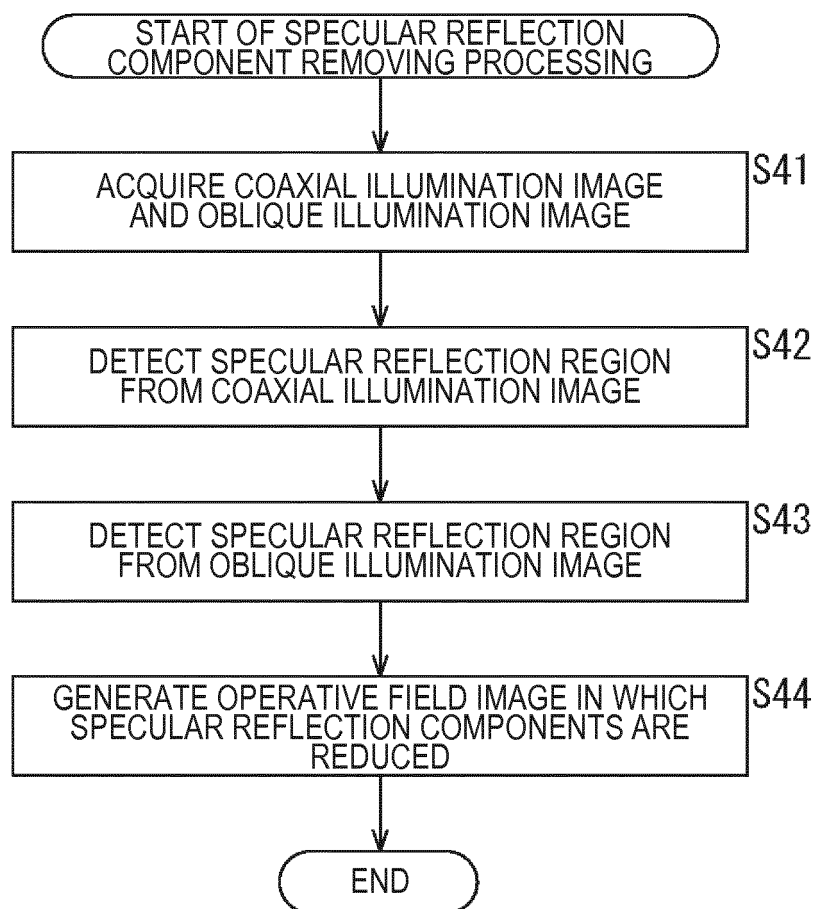 START OF SPECULAR REFLECTION
COMPONENT REMOVING PROCESSING
S41
ACQUIRE COAXIAL ILLUMINATION IMAGE
AND OBLIQUE ILLUMINATION IMAGE
S42
DETECT SPECULAR REFLECTION REGION
FROM COAXIAL ILLUMINATION IMAGE
S43
DETECT SPECULAR REFLECTION REGION
FROM OBLIQUE ILLUMINATION IMAGE
S44
GENERATE OPERATIVE FIELD IMAGE IN WHICH
SPECULAR REFLECTION COMPONENTS ARE
REDUCED
END